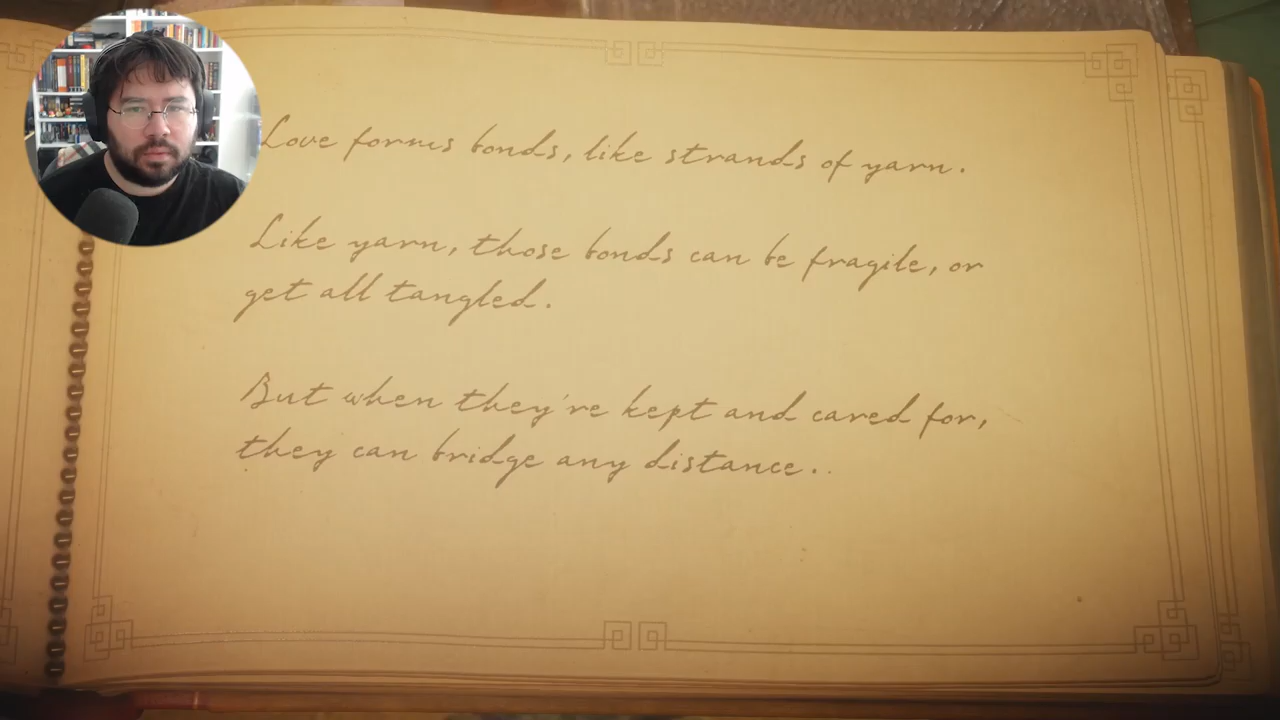 Love forms bonds, like strands of yarn.
Like yarn, those bonds can be fragile, or
get all tangled.
But when they're kept and cared for,
they can bridge any distance..